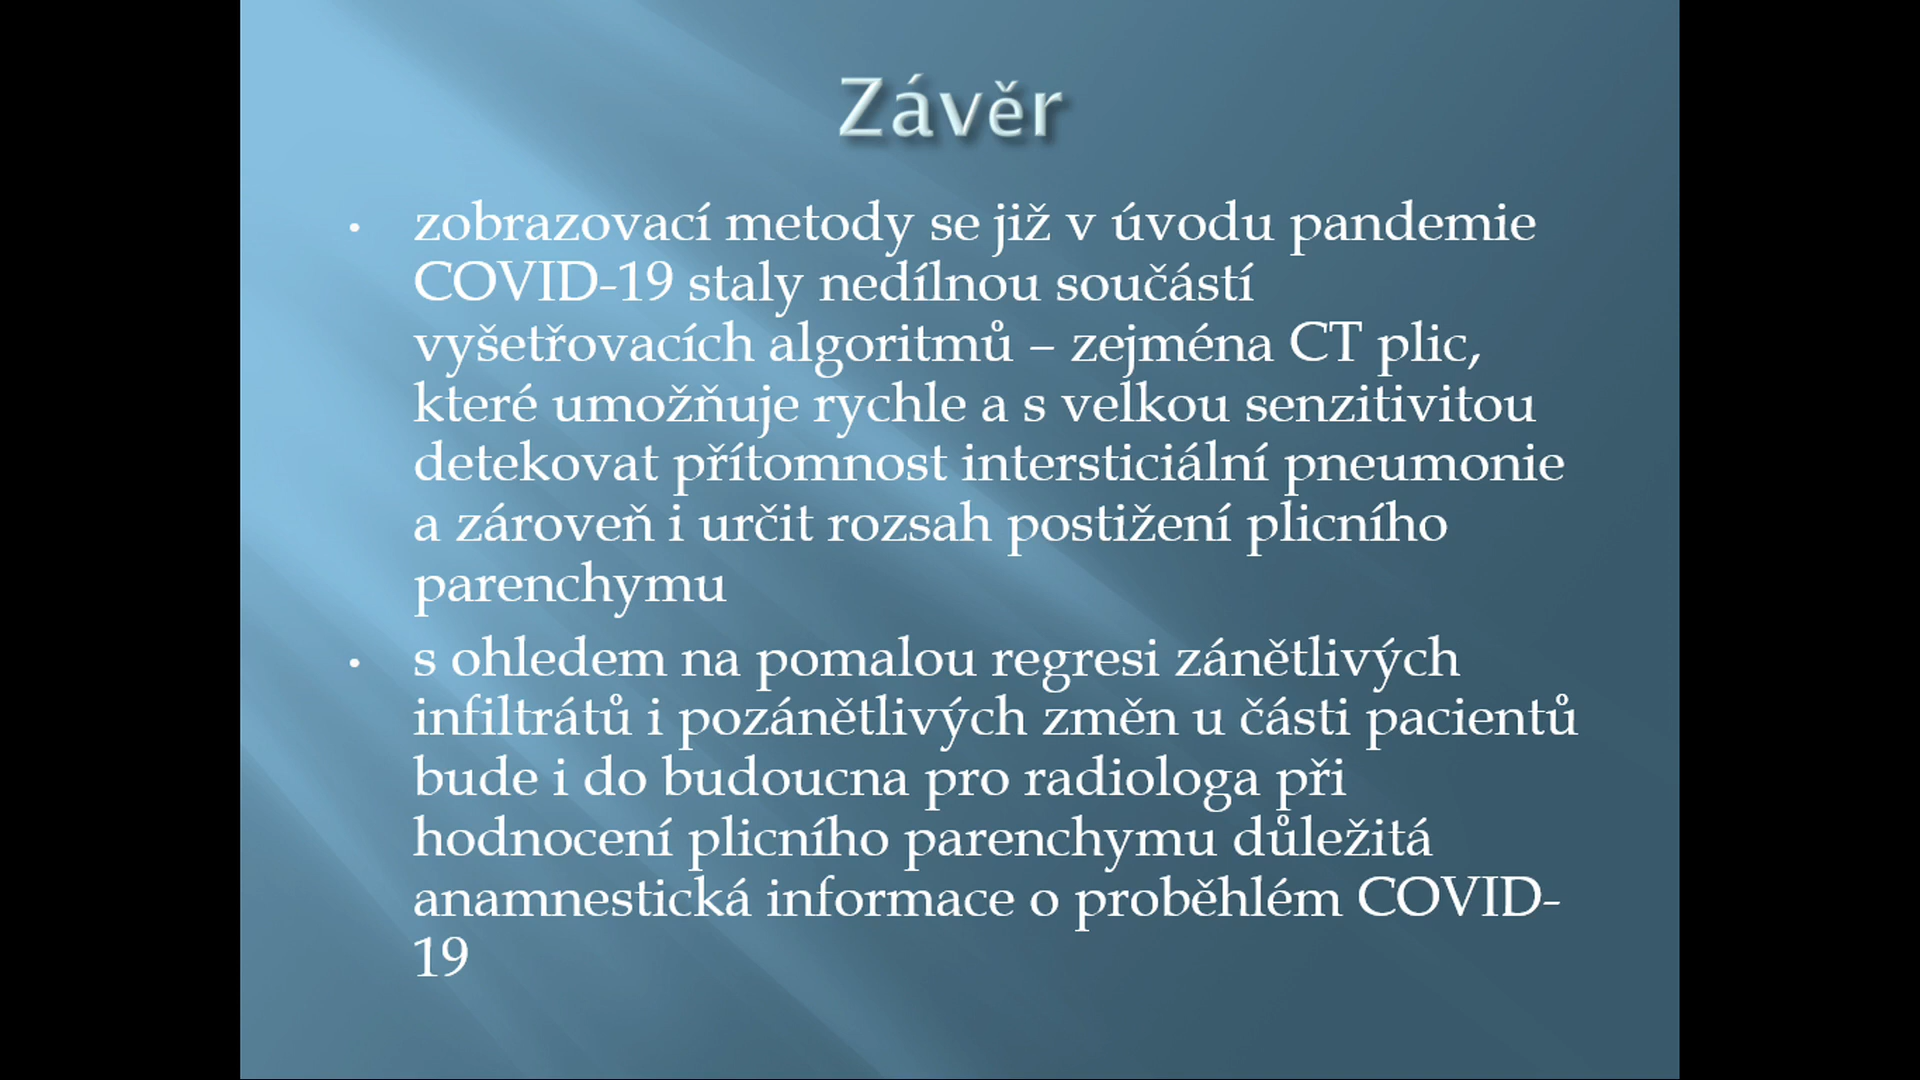 Závěr
• zobrazovací metody se již v úvodu pandemie
COVID-19 staly nedílnou součástí
vyšetřovacích algoritmů – zejména CT plic,
které umožňuje rychle a s velkou senzitivitou
detekovat přítomnost intersticiální pneumonie
a zároveň i určit rozsah postižení plicního
parenchymu
• s ohledem na pomalou regresi zánětlivých
infiltrátů i pozánětlivých změn u části pacientů
bude i do budoucna pro radiologa při
hodnocení plicního parenchymu důležitá
anamnestická informace o proběhlém COVID-
19